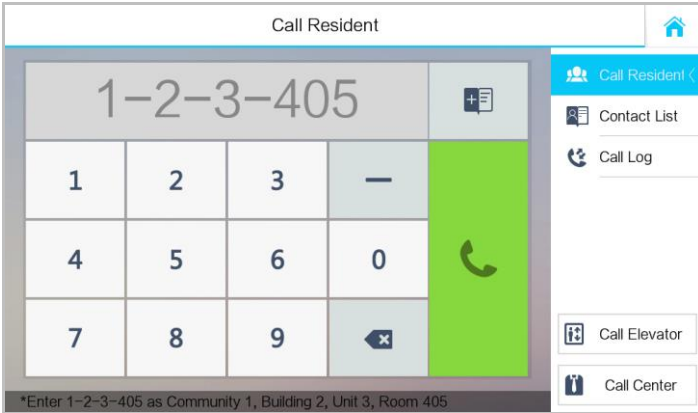 Call Resident
1-2-3-405
1 2 3 —
4 5 6 0
7 8 9
*Enter 1-2-3-405 as Community 1, Building 2, Unit 3, Room 405
Call Resident
Contact List
Call Log
Call Elevator
Call Center